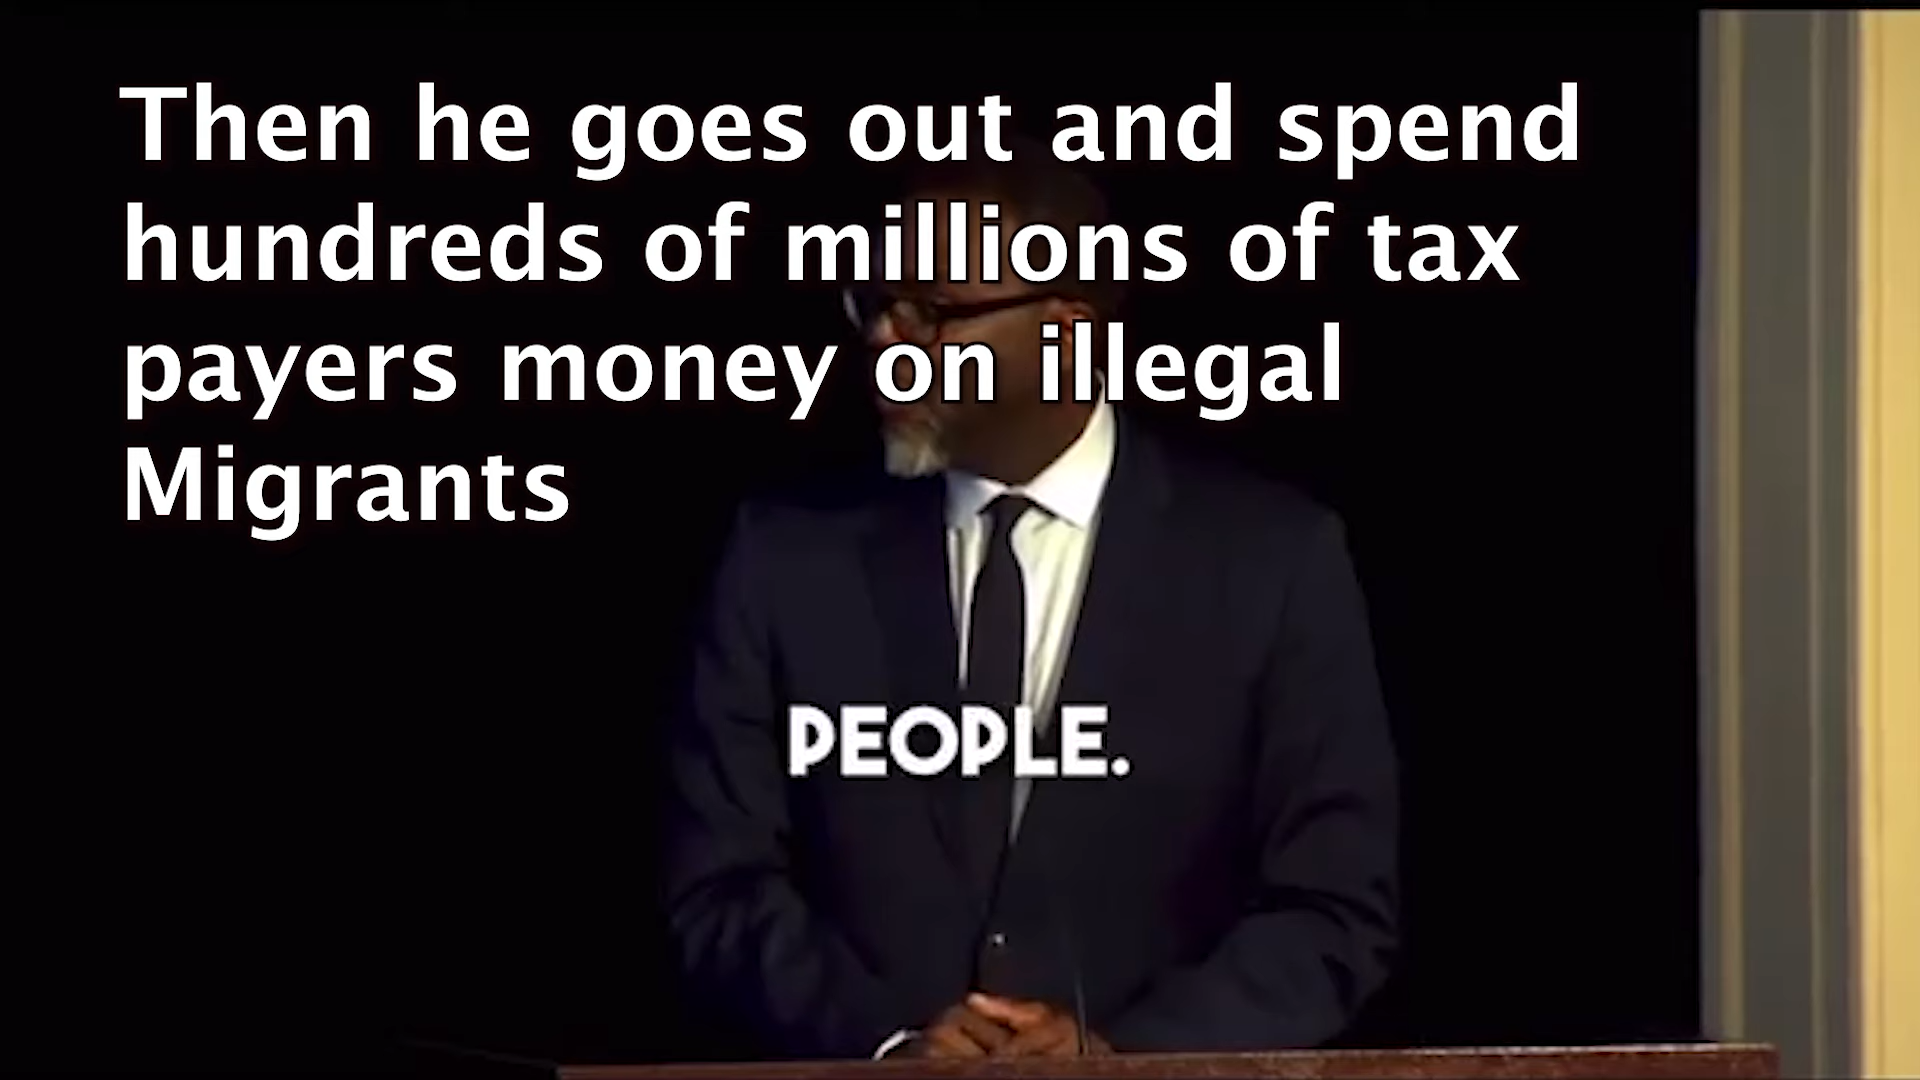 Then he goes out and spend
hundreds of millions of tax
payers money on illegal
Migrants
PEOPLE.